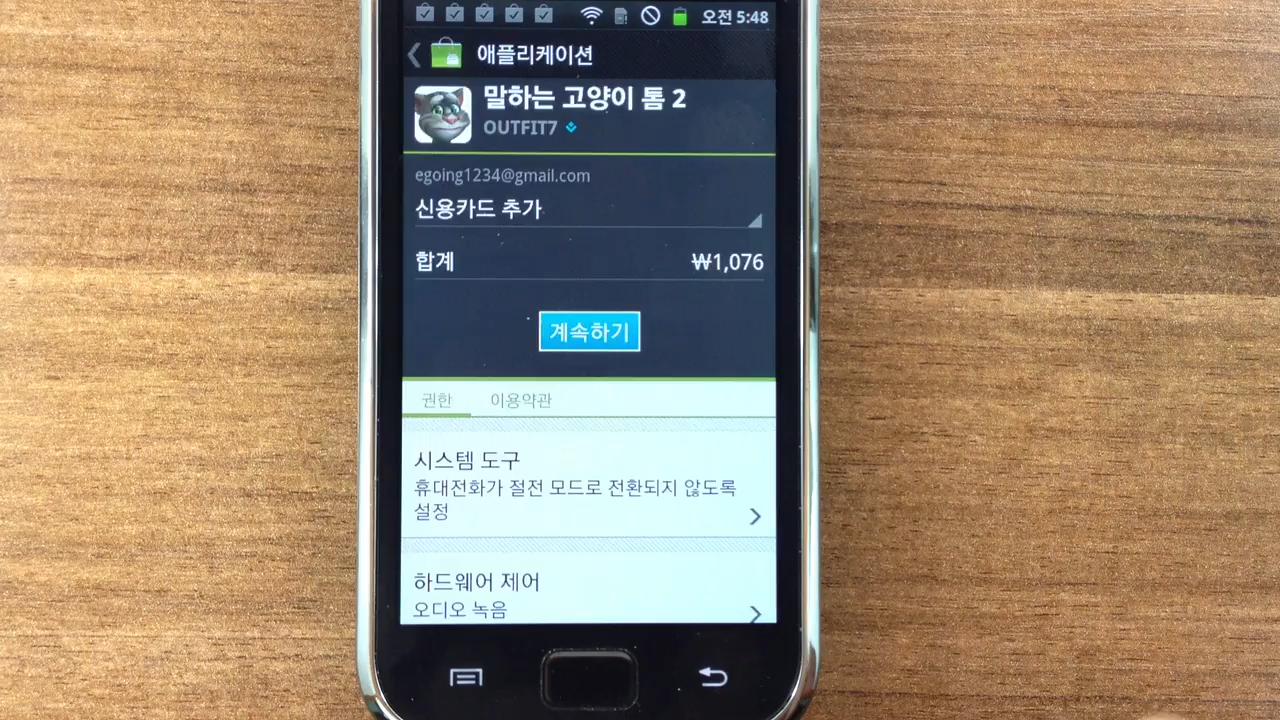 오전 5:48
애플리케이션
말하는 고양이 톰 2
OUTFIT7
egoing1234@gmail.com
신용카드 추가
합계 ₩1,076
계속하기
권한 이용약관
시스템 도구
휴대전화가 절전 모드로 전환되지 않도록
설정
하드웨어 제어
오디오 녹음